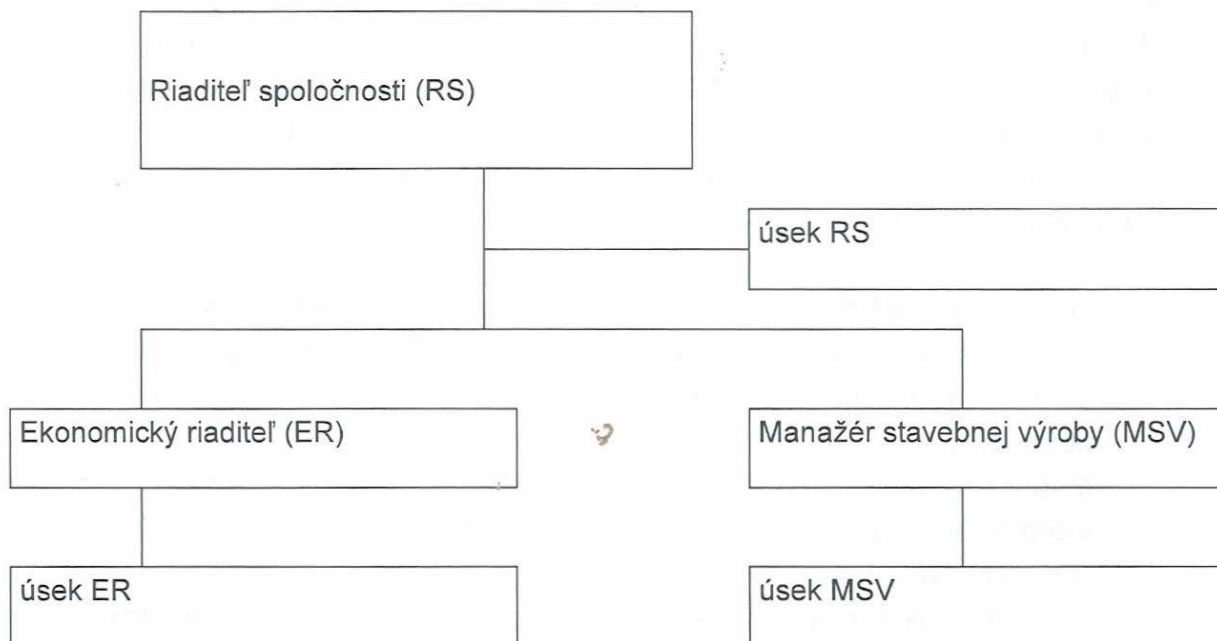 Riaditeľ spoločnosti (RS)
úsek RS
Ekonomický riaditeľ (ER)
Manažér stavebnej výroby (MSV)
úsek ER
úsek MSV